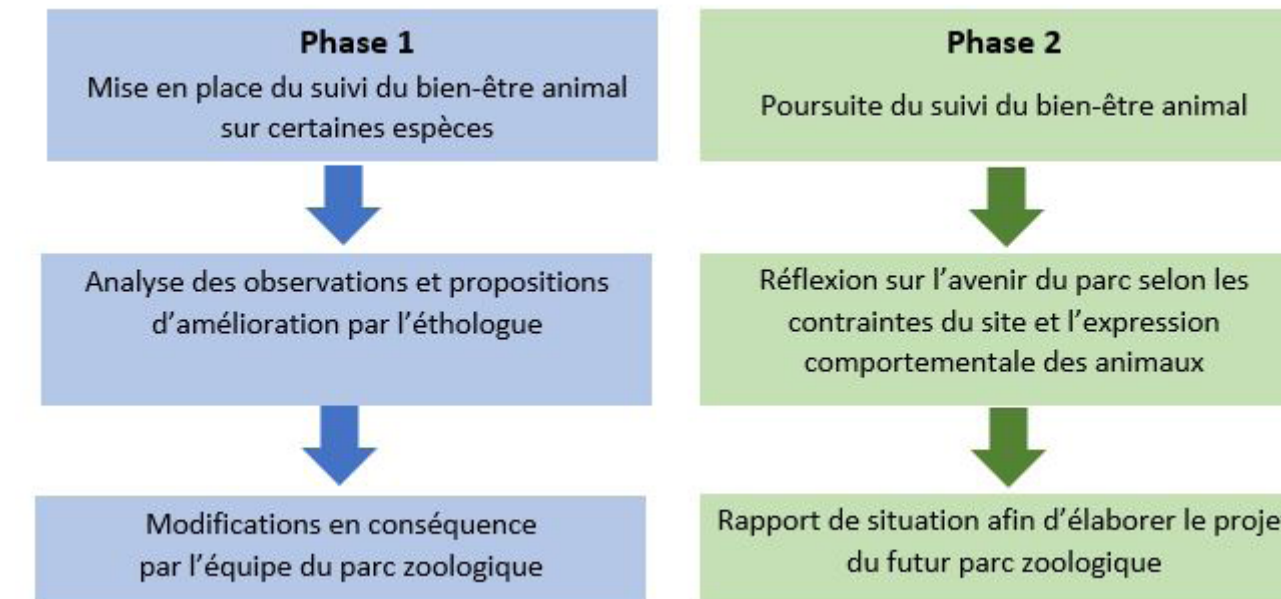 Phase 1
Mise en place du suivi du bien-être animal
sur certaines espèces
Analyse des observations et propositions
d'amélioration par l'éthologue
Modifications en conséquence
par l'équipe du parc zoologique
Phase 2
Poursuite du suivi du bien-être animal
Réflexion sur l'avenir du parc selon les
contraintes du site et l'expression
comportementale des animaux
Rapport de situation afin d'élaborer le proje
du futur parc zoologique